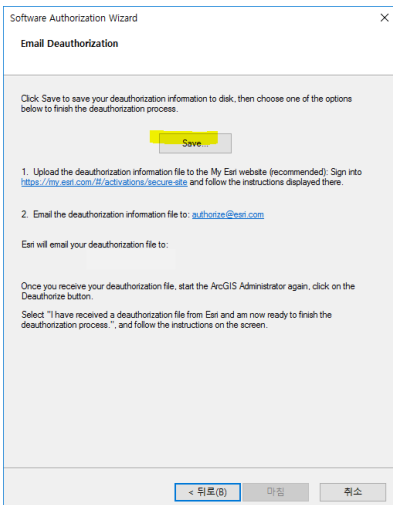 Software Authorization Wizard
Email Deauthorization
Click Save to save your deauthorization information to disk, then choose one of the options
below to finish the deauthorization process.
Save...
1. Upload the deauthorization information file to the My Esri website (recommended): Sign into
https://my.esri.com/#/activations/secure-site and follow the instructions displayed there.
2. Email the deauthorization information file to: authorize@esri.com
Esri will email your deauthorization file to:
Once you receive your deauthorization file, start the ArcGIS Administrator again, click on the
Deauthorize button.
Select "I have received a deauthorization file from Esri and am now ready to finish the
deauthorization process.", and follow the instructions on the screen.
< 뒤로(B) 마침 취소